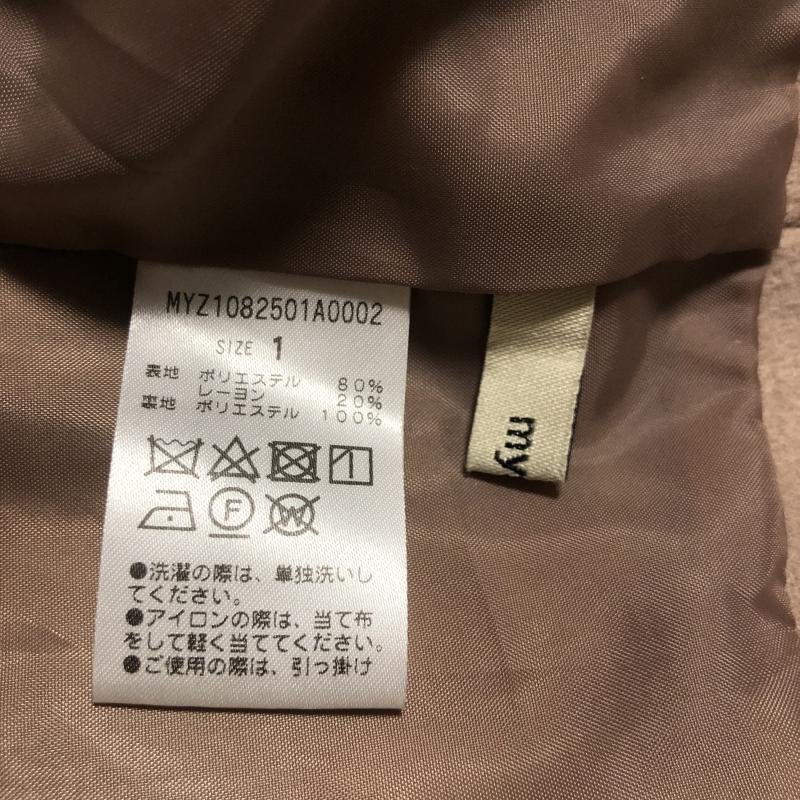 MYZ1082501A0002
SIZE 1
表地 ポリエステル 80%
レーヨン 20%
裏地 ポリエステル 100%
F
W
●洗濯の際は、単独洗いし
てください。
●アイロンの際は、当て布
をして軽く当ててください。
●ご使用の際は、引っ掛け
my